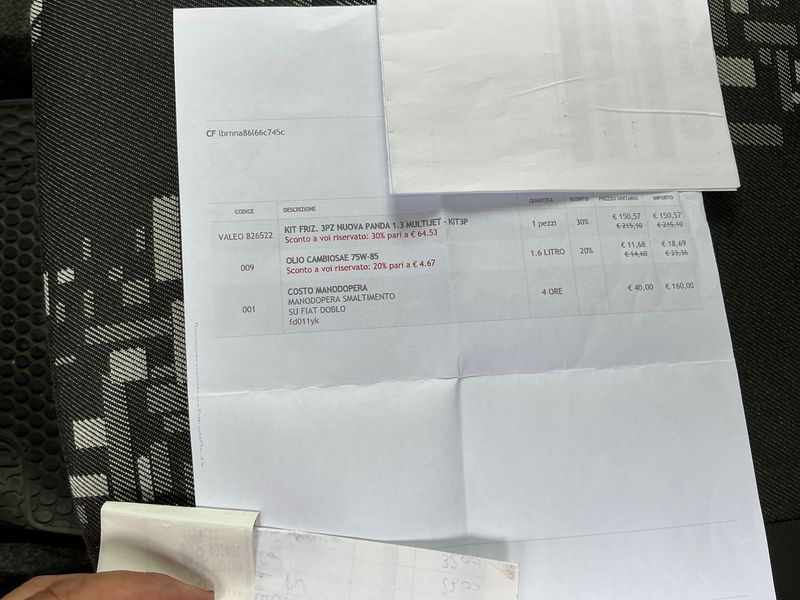 CF lbrnna86l66c745c
CODICE DESCRIZIONE QUANTITÀ SCONTO PREZZO UNITARIO IMPORTO
VALEO 826522 KIT FRIZ. 3PZ NUOVA PANDA 1.3 MULTIJET - KIT3P 1 pezzi 30% € 150,57 € 150,57
Sconto a voi riservato: 30% pari a € 64,53 € 215,10 € 215,10
009 OLIO CAMBIOSAE 75W-85 1.6 LITRO 20% € 11,68 € 18,69
Sconto a voi riservato: 20% pari a € 4.67 € 14,60 € 23,36
001 COSTO MANODOPERA 4 ORE € 40,00 € 160,00
MANODOPERA SMALTIMENTO
SU FIAT DOBLO
fd011yk